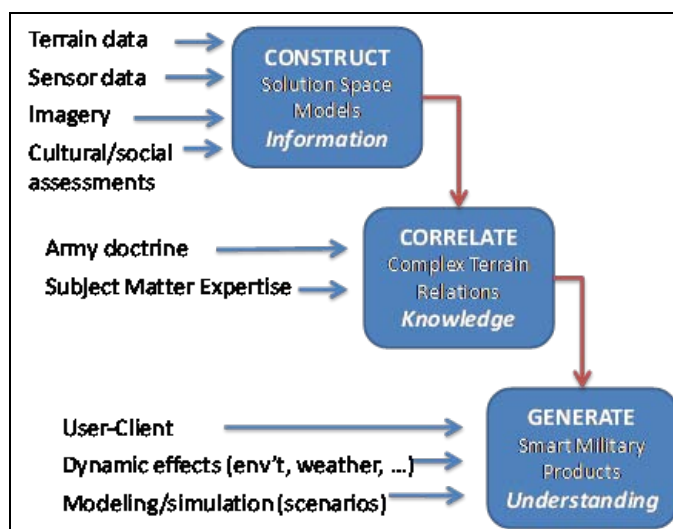 Terrain data
Sensor data
Imagery
Cultural/social
assessments
CONSTRUCT
Solution Space
Models
Information
Army doctrine
Subject Matter Expertise
CORRELATE
Complex Terrain
Relations
Knowledge
User-Client
Dynamic effects (env't, weather, ...)
Modeling/simulation (scenarios)
GENERATE
Smart Military
Products
Understanding